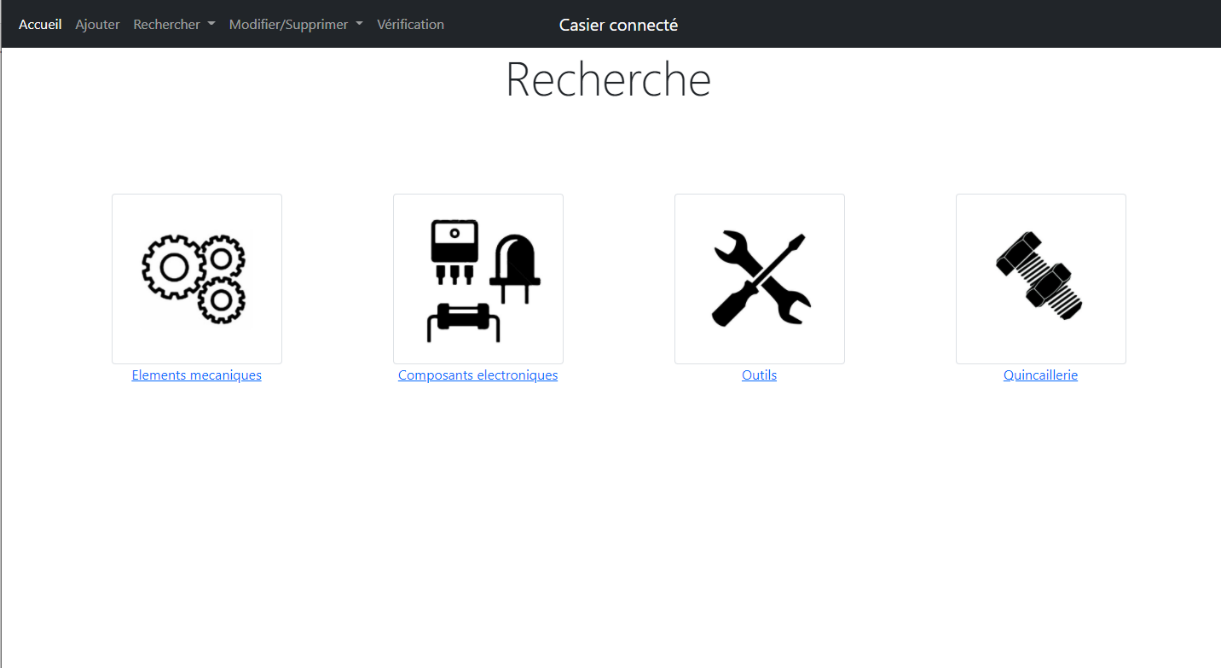 Accueil Ajouter Rechercher Modifier/Supprimer Vérification Casier connecté
Recherche
Elements mecaniques Composants electroniques Outils Quincaillerie